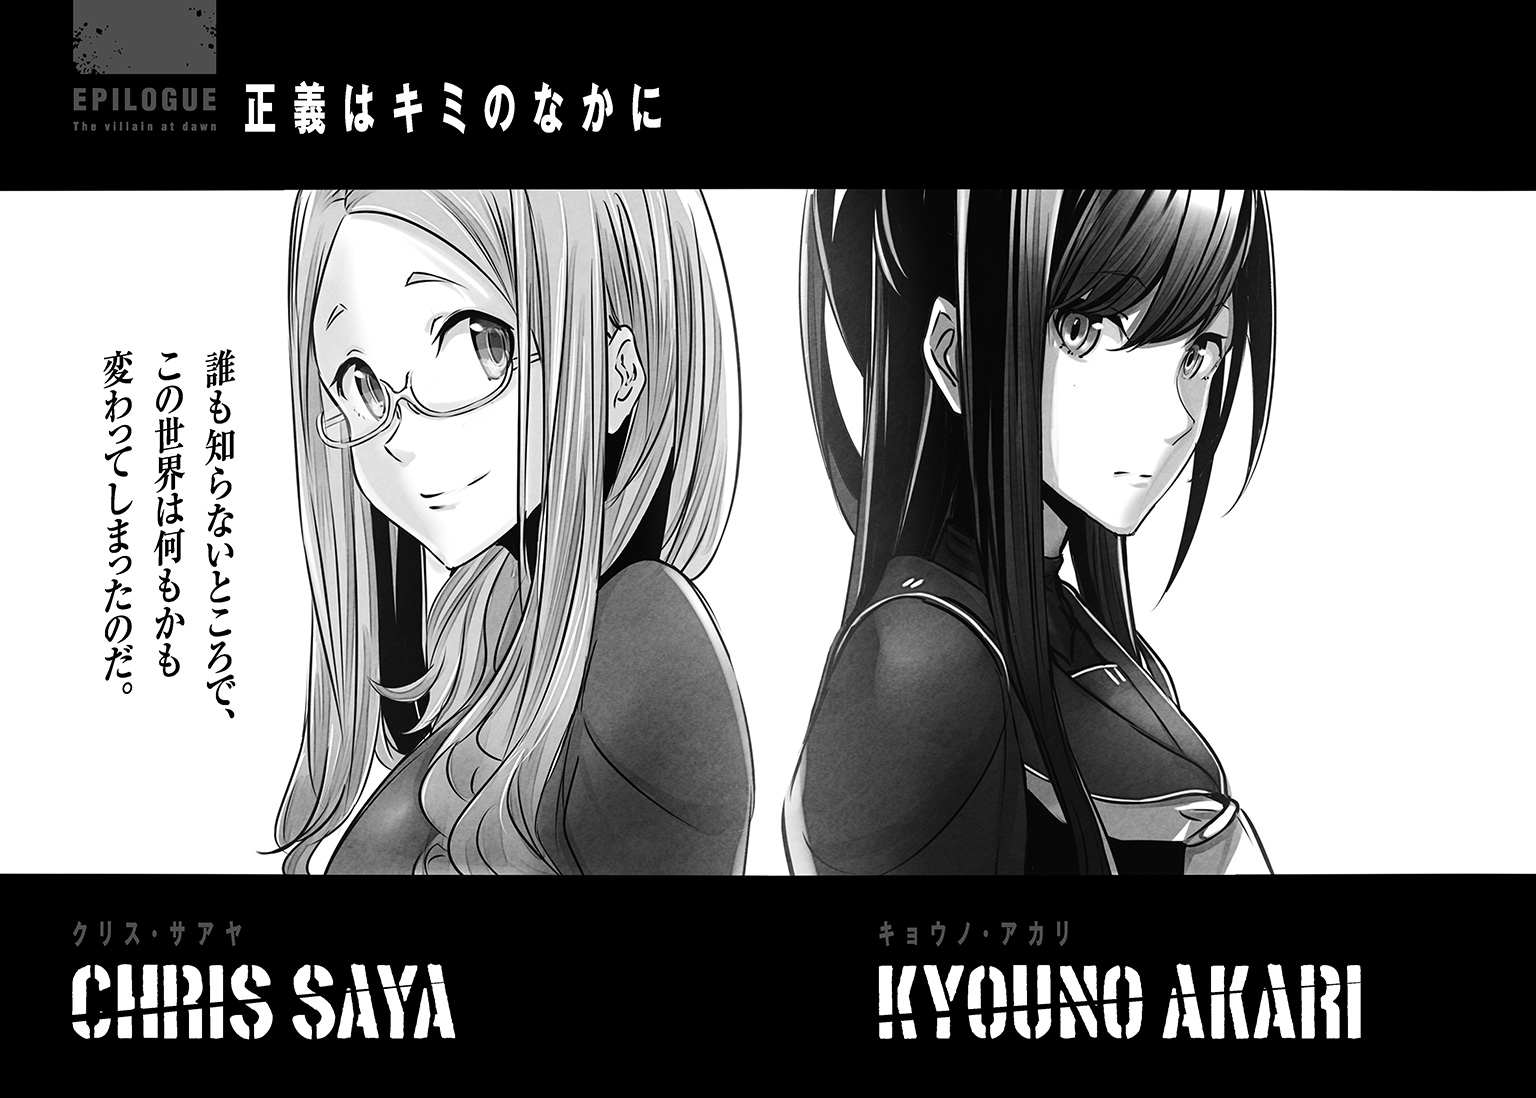 EPILOGUE
The villain at dawn
正義はキミのなかに
誰も知らないところで、
この世界は何もかも
変わってしまったのだ。
クリス・サアヤ
CHRIS SAYA
キョウノ・アカリ
KYOUNO AKARI